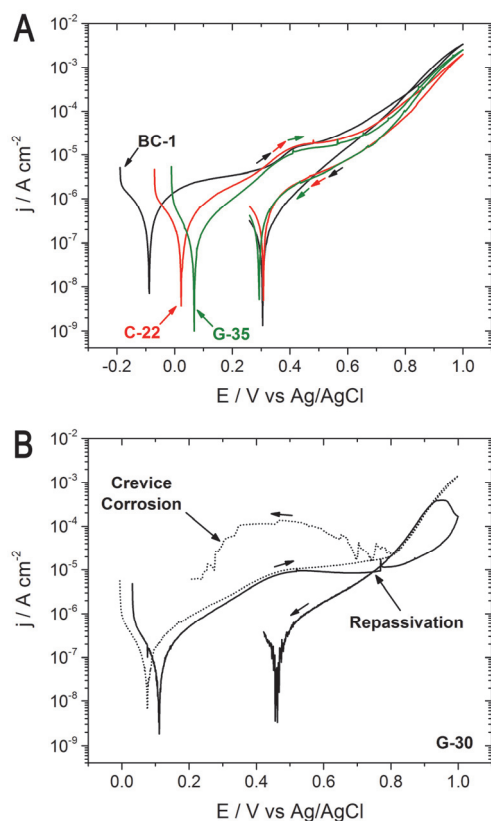 A
10⁻²
10⁻³
10⁻⁴
10⁻⁵
10⁻⁶
10⁻⁷
10⁻⁸
10⁻⁹
j / A cm⁻²
BC-1
C-22
G-35
-0.2 0.0 0.2 0.4 0.6 0.8 1.0
E / V vs Ag/AgCl
B
10⁻²
10⁻³
10⁻⁴
10⁻⁵
10⁻⁶
10⁻⁷
10⁻⁸
10⁻⁹
j / A cm⁻²
Crevice
Corrosion
Repassivation
G-30
0.0 0.2 0.4 0.6 0.8 1.0
E / V vs Ag/AgCl